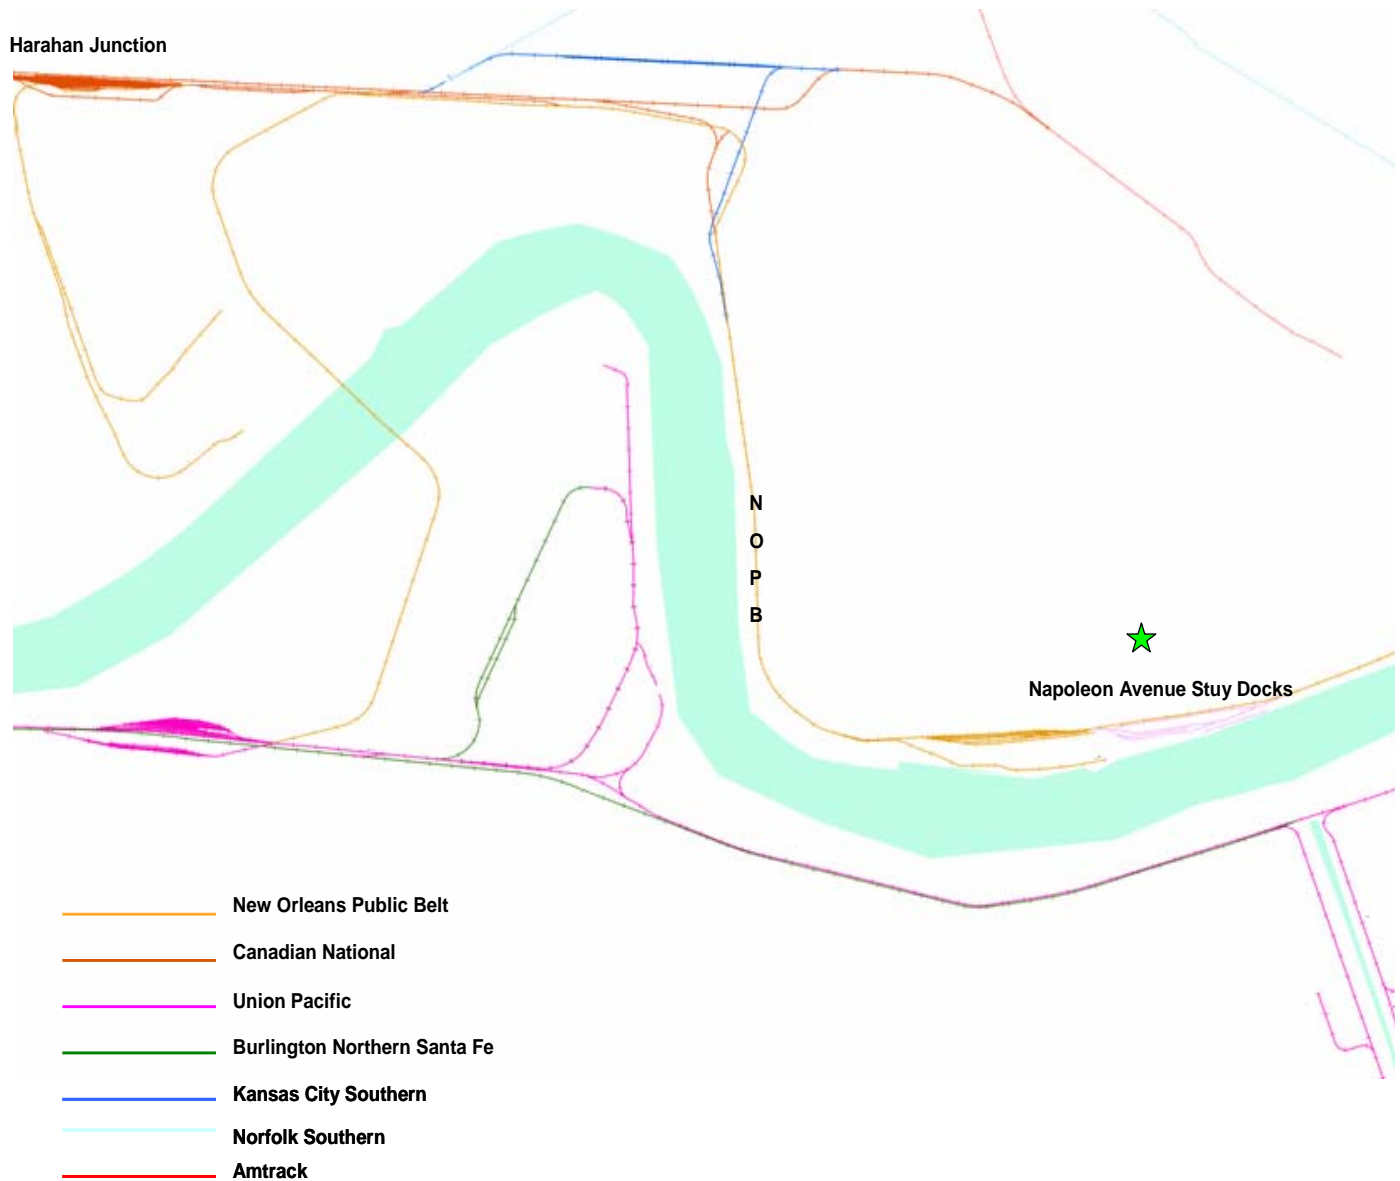 Harahan Junction
N
O
P
B
Napoleon Avenue Stuy Docks
New Orleans Public Belt
Canadian National
Union Pacific
Burlington Northern Santa Fe
Kansas City Southern
Norfolk Southern
Amtrack